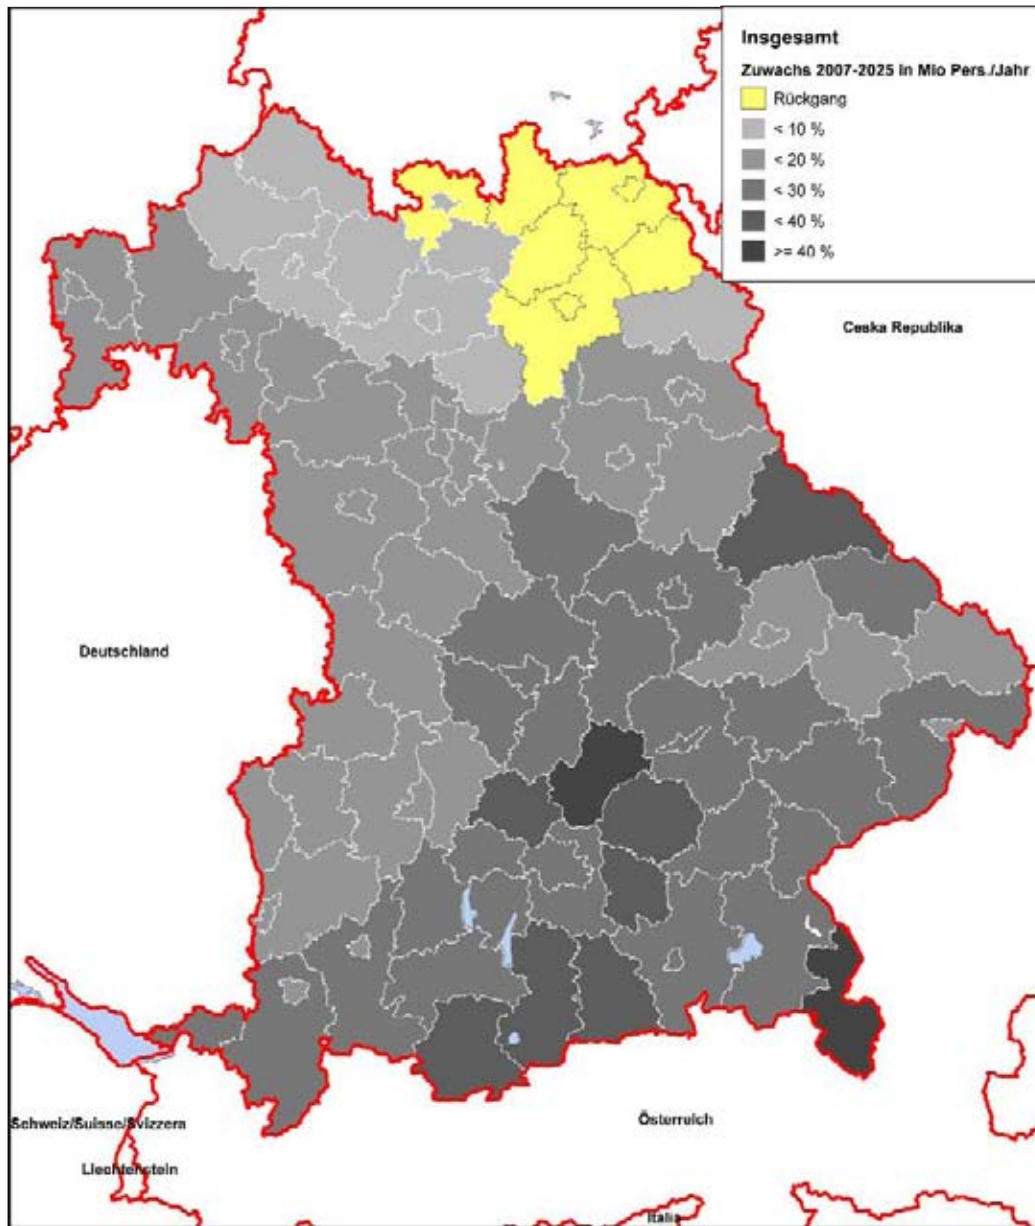 Insgesamt
Zuwachs 2007-2025 in Mio Pers./Jahr
Rückgang
< 10 %
< 20 %
< 30 %
< 40 %
>= 40 %
Ceska Republika
Deutschland
Schweiz/Suisse/Svizzera
Österreich
Liechtenstein
Italia